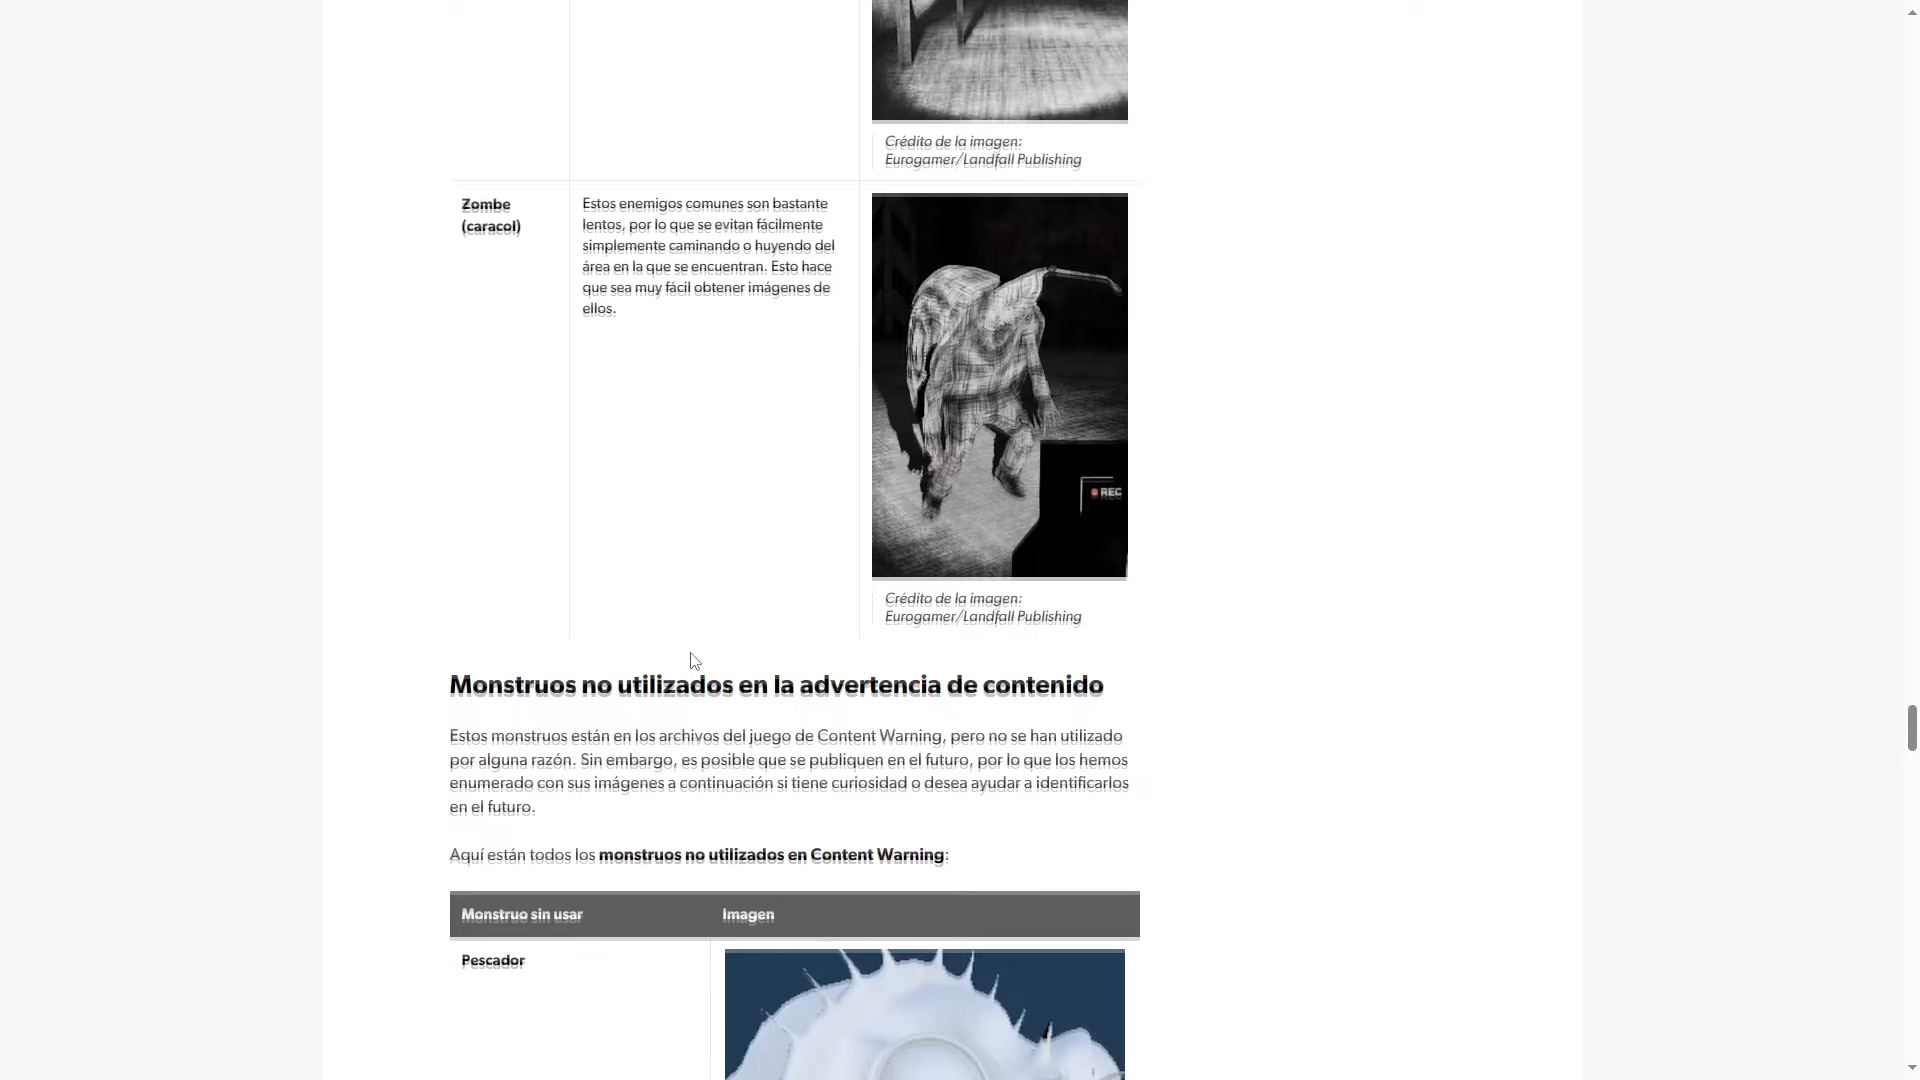 Crédito de la imagen:
Eurogamer/Landfall Publishing
Zombe
(caracol)
Estos enemigos comunes son bastante
lentos, por lo que se evitan fácilmente
simplemente caminando o huyendo del
área en la que se encuentran. Esto hace
que sea muy fácil obtener imágenes de
ellos.
REC
Crédito de la imagen:
Eurogamer/Landfall Publishing
Monstruos no utilizados en la advertencia de contenido
Estos monstruos están en los archivos del juego de Content Warning, pero no se han utilizado
por alguna razón. Sin embargo, es posible que se publiquen en el futuro, por lo que los hemos
enumerado con sus imágenes a continuación si tiene curiosidad o desea ayudar a identificarlos
en el futuro.
Aquí están todos los monstruos no utilizados en Content Warning:
Monstruo sin usar
Imagen
Pescador